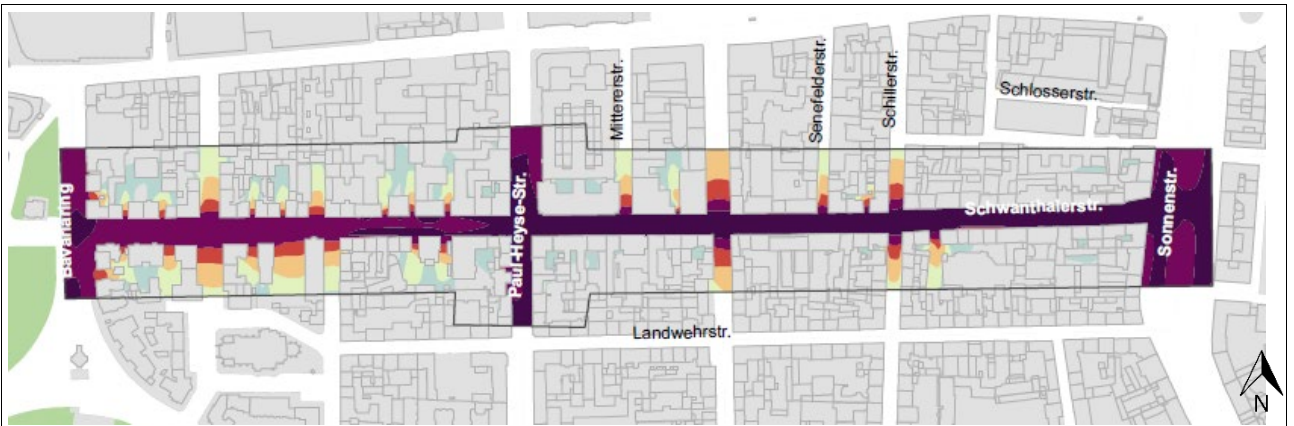 Mittererstr.
Senefelderstr.
Schillerstr.
Schlosserstr.
Bavariaring
Paul-Heyse-Str.
Schwanthalerstr.
Sonnenstr.
Landwehrstr.
N